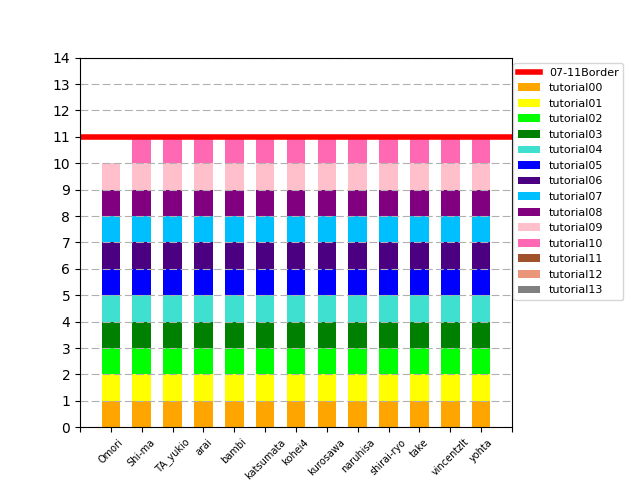 14
13
12
11
10
9
8
7
6
5
4
3
2
1
0
Omori
Shi-ma
TA_yukio
arai
bambi
katsumata
kohei4
kurosawa
naruhisa
shirai-ryo
take
vincentzlt
yohta
07-11Border
tutorial00
tutorial01
tutorial02
tutorial03
tutorial04
tutorial05
tutorial06
tutorial07
tutorial08
tutorial09
tutorial10
tutorial11
tutorial12
tutorial13